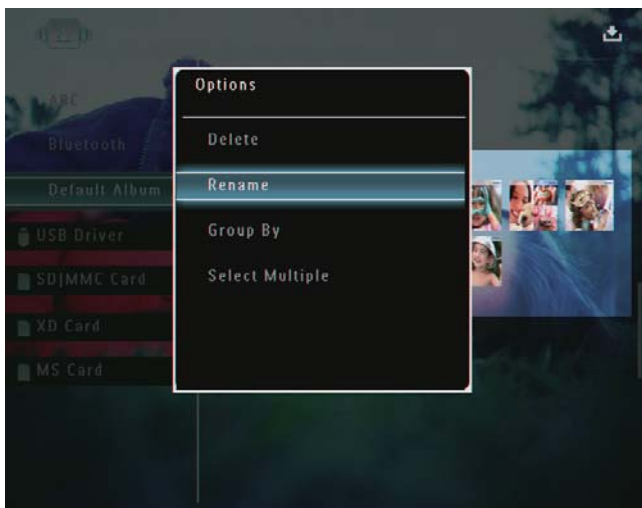 Options
Delete
Rename
Group By
Select Multiple
ABC
Bluetooth
Default Album
USB Driver
SD|MMC Card
XD Card
MS Card